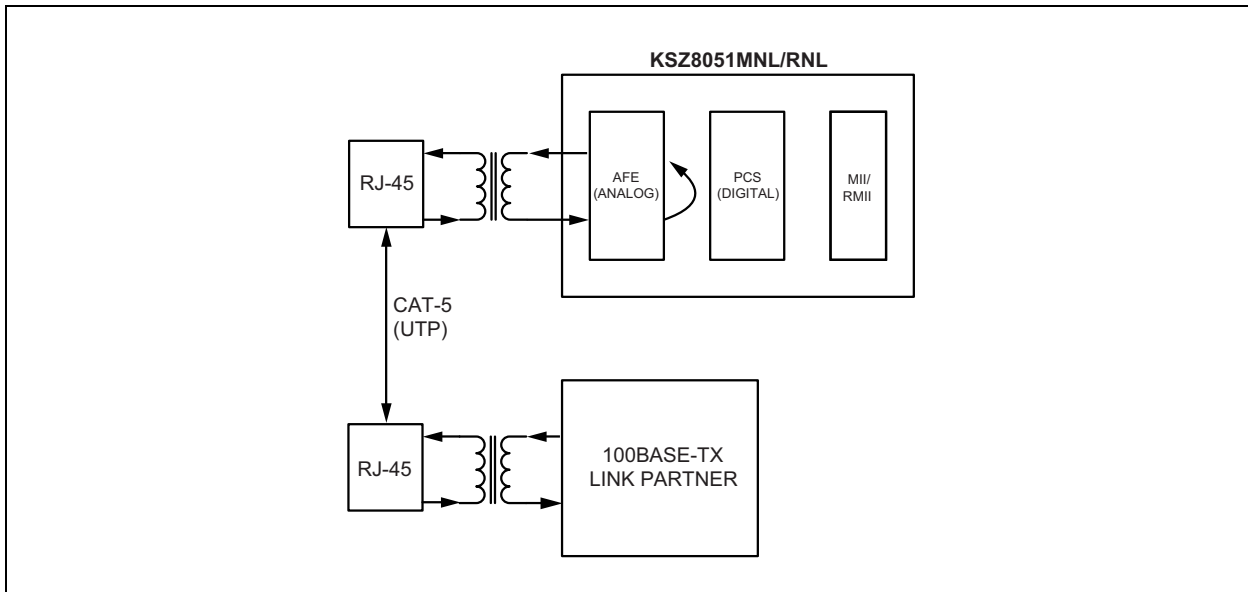 KSZ8051MNL/RNL
RJ-45
AFE
(ANALOG)
PCS
(DIGITAL)
MII/
RMII
CAT-5
(UTP)
RJ-45
100BASE-TX
LINK PARTNER